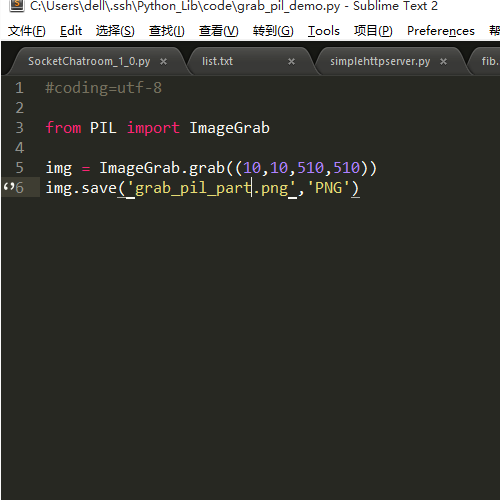 C:\Users\dell\.ssh\Python_Lib\code\grab_pil_demo.py - Sublime Text 2
文件(F) Edit 选择(S) 查找(I) 查看(V) 转到(G) Tools 项目(P) Preferences 帮
SocketChatroom_1_0.py × list.txt × simplehttpserver.py × fib.
1 #coding=utf-8
2
3 from PIL import ImageGrab
4
5 img = ImageGrab.grab((10,10,510,510))
6 img.save('grab_pil_part.png','PNG')